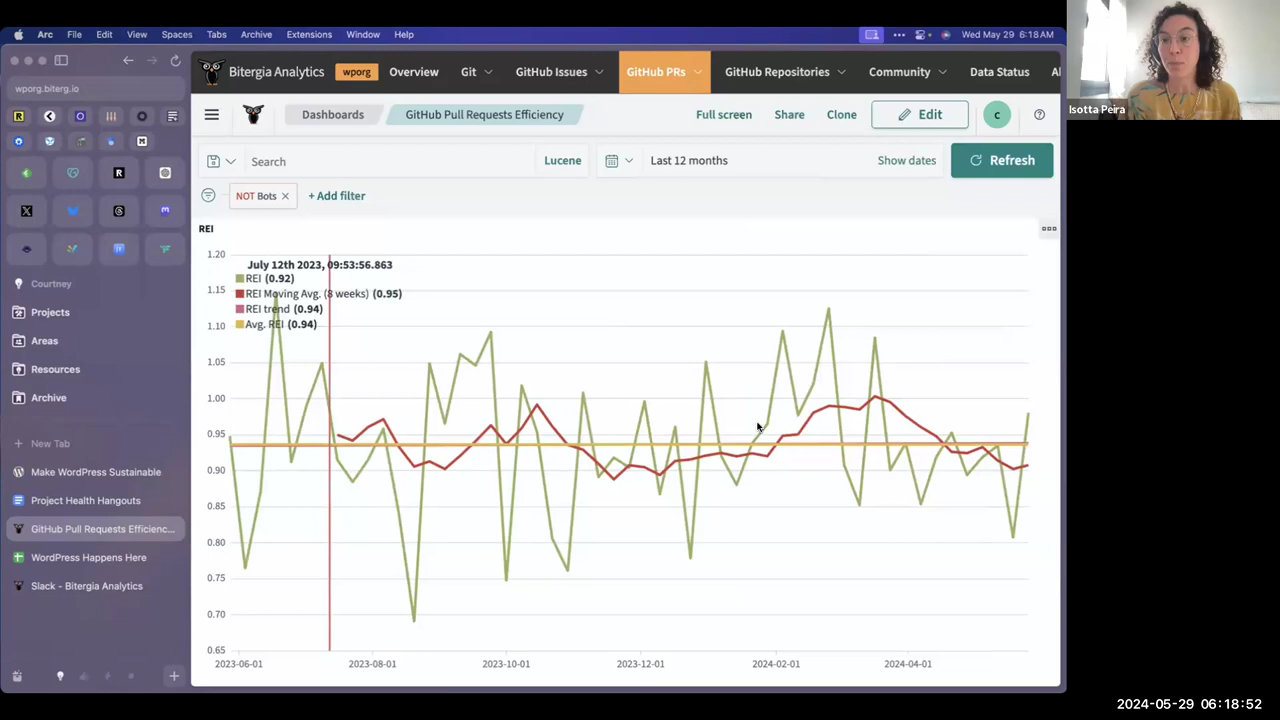 Arc File Edit View Spaces Tabs Archive Extensions Window Help
Wed May 29 6:18 AM
wporg.biterg.io
Courtney
Projects
Areas
Resources
Archive
New Tab
Make WordPress Sustainable
Project Health Hangouts
GitHub Pull Requests Efficienc...
WordPress Happens Here
Slack - Bitergia Analytics
Bitergia Analytics wporg Overview Git GitHub Issues GitHub PRs GitHub Repositories Community Data Status
Dashboards GitHub Pull Requests Efficiency Full screen Share Clone Edit c
Search Lucene Last 12 months Show dates Refresh
NOT Bots + Add filter
REI
July 12th 2023, 09:53:56.863
REI (0.92)
REI Moving Avg. (8 weeks) (0.95)
REI trend (0.94)
Avg. REI (0.94)
1.20
1.15
1.10
1.05
1.00
0.95
0.90
0.85
0.80
0.75
0.70
0.65
2023-06-01 2023-08-01 2023-10-01 2023-12-01 2024-02-01 2024-04-01
Isotta Peira
2024-05-29 06:18:52